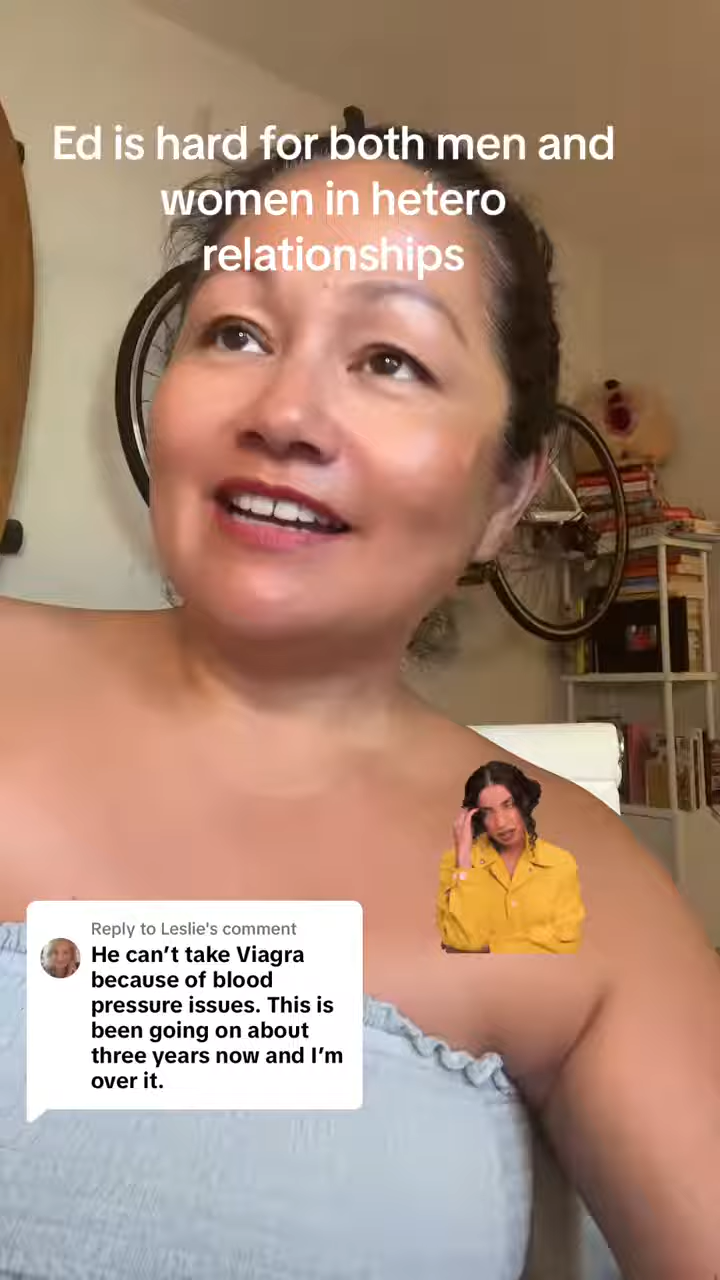 Ed is hard for both men and
women in hetero
relationships
Reply to Leslie's comment
He can’t take Viagra
because of blood
pressure issues. This is
been going on about
three years now and I’m
over it.